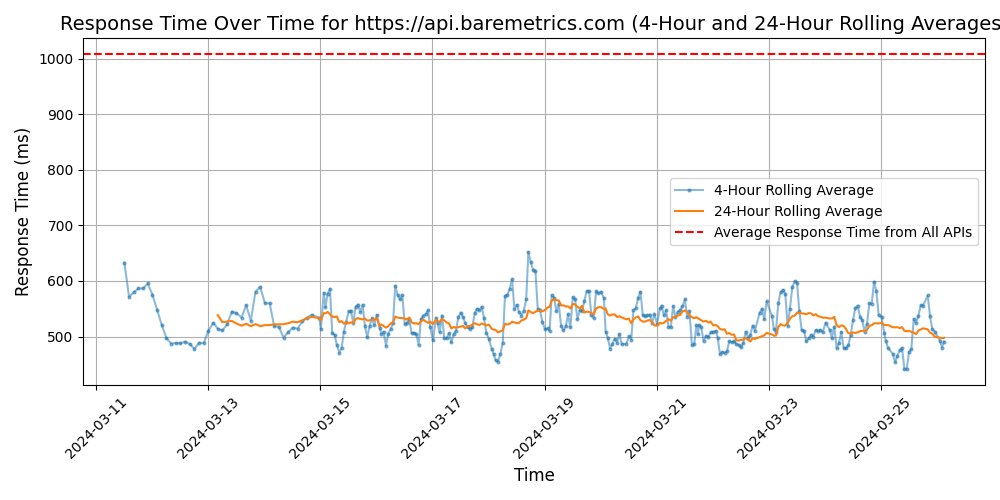 Response Time Over Time for https://api.baremetrics.com (4-Hour and 24-Hour Rolling Averages
Response Time (ms)
1000
900
800
700
600
500
4-Hour Rolling Average
24-Hour Rolling Average
Average Response Time from All APIs
2024-03-11
2024-03-13
2024-03-15
2024-03-17
2024-03-19
2024-03-21
2024-03-23
2024-03-25
Time